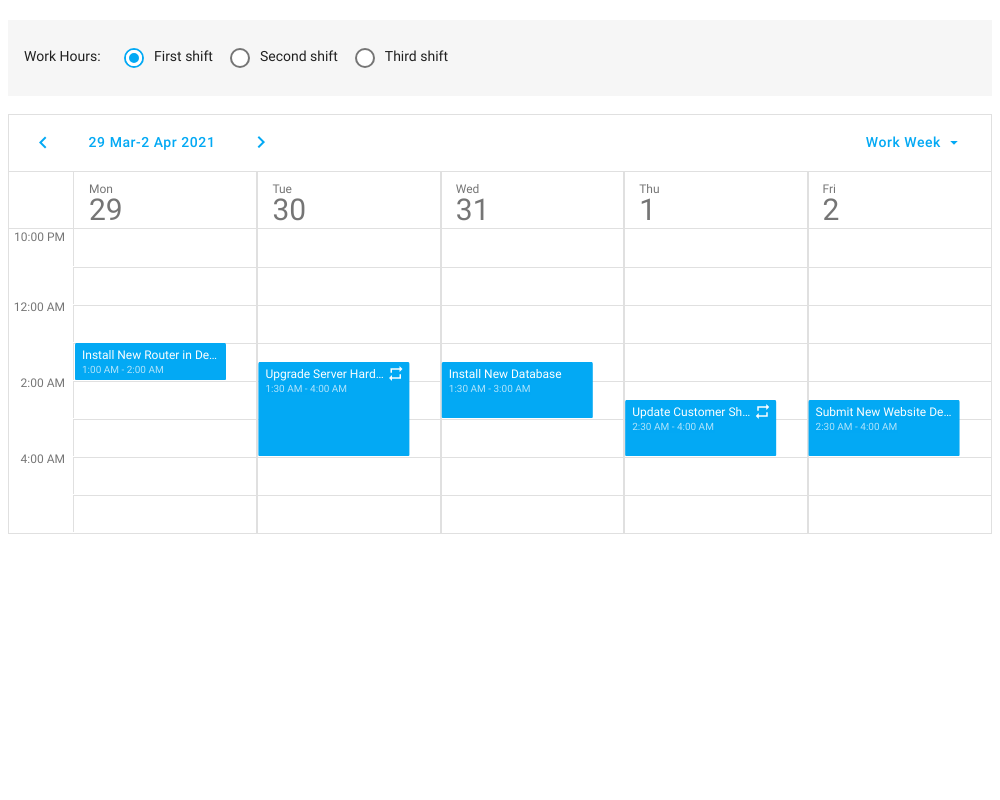 Work Hours: First shift Second shift Third shift
29 Mar-2 Apr 2021 Work Week
Mon Tue Wed Thu Fri
29 30 31 1 2
10:00 PM
12:00 AM
Install New Router in De...
1:00 AM - 2:00 AM
Upgrade Server Hard... Install New Database
2:00 AM 1:30 AM - 4:00 AM 1:30 AM - 3:00 AM
Update Customer Sh... Submit New Website De...
2:30 AM - 4:00 AM 2:30 AM - 4:00 AM
4:00 AM